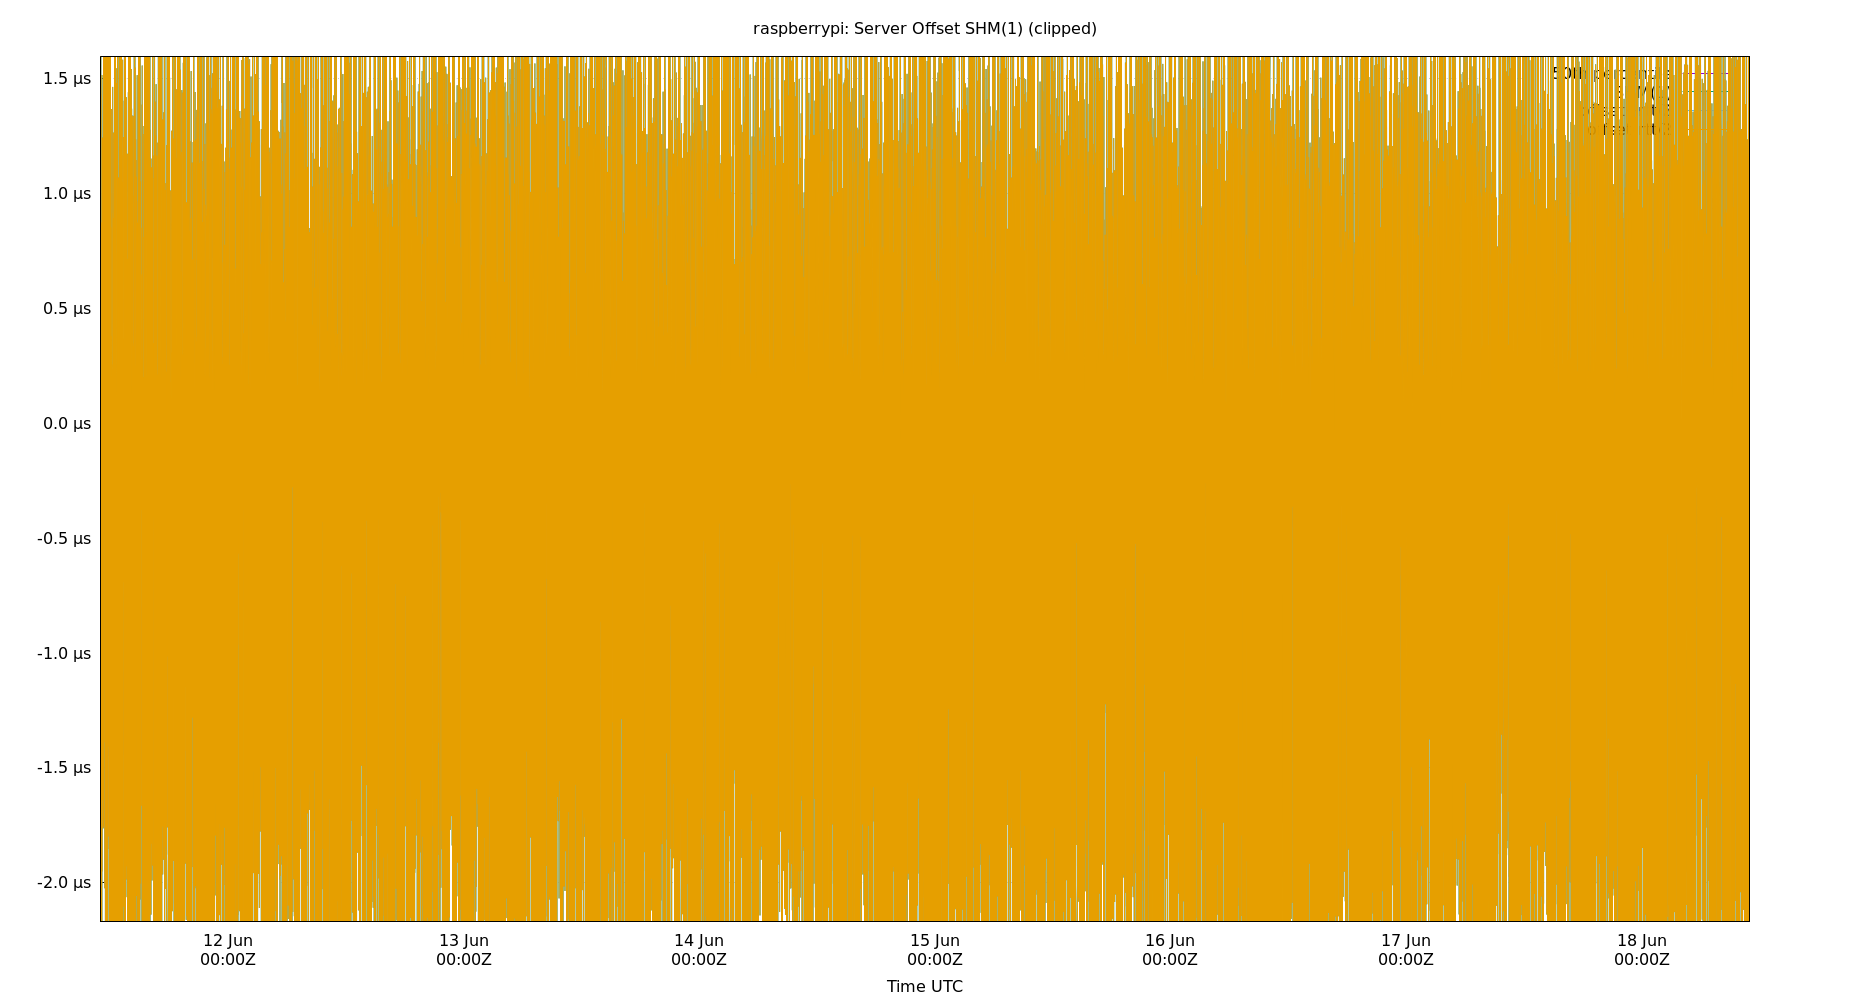 raspberrypi: Server Offset SHM(1) (clipped)
1.5 µs
1.0 µs
0.5 µs
0.0 µs
-0.5 µs
-1.0 µs
-1.5 µs
-2.0 µs
12 Jun 13 Jun 14 Jun 15 Jun 16 Jun 17 Jun 18 Jun
00:00Z 00:00Z 00:00Z 00:00Z 00:00Z 00:00Z 00:00Z
Time UTC